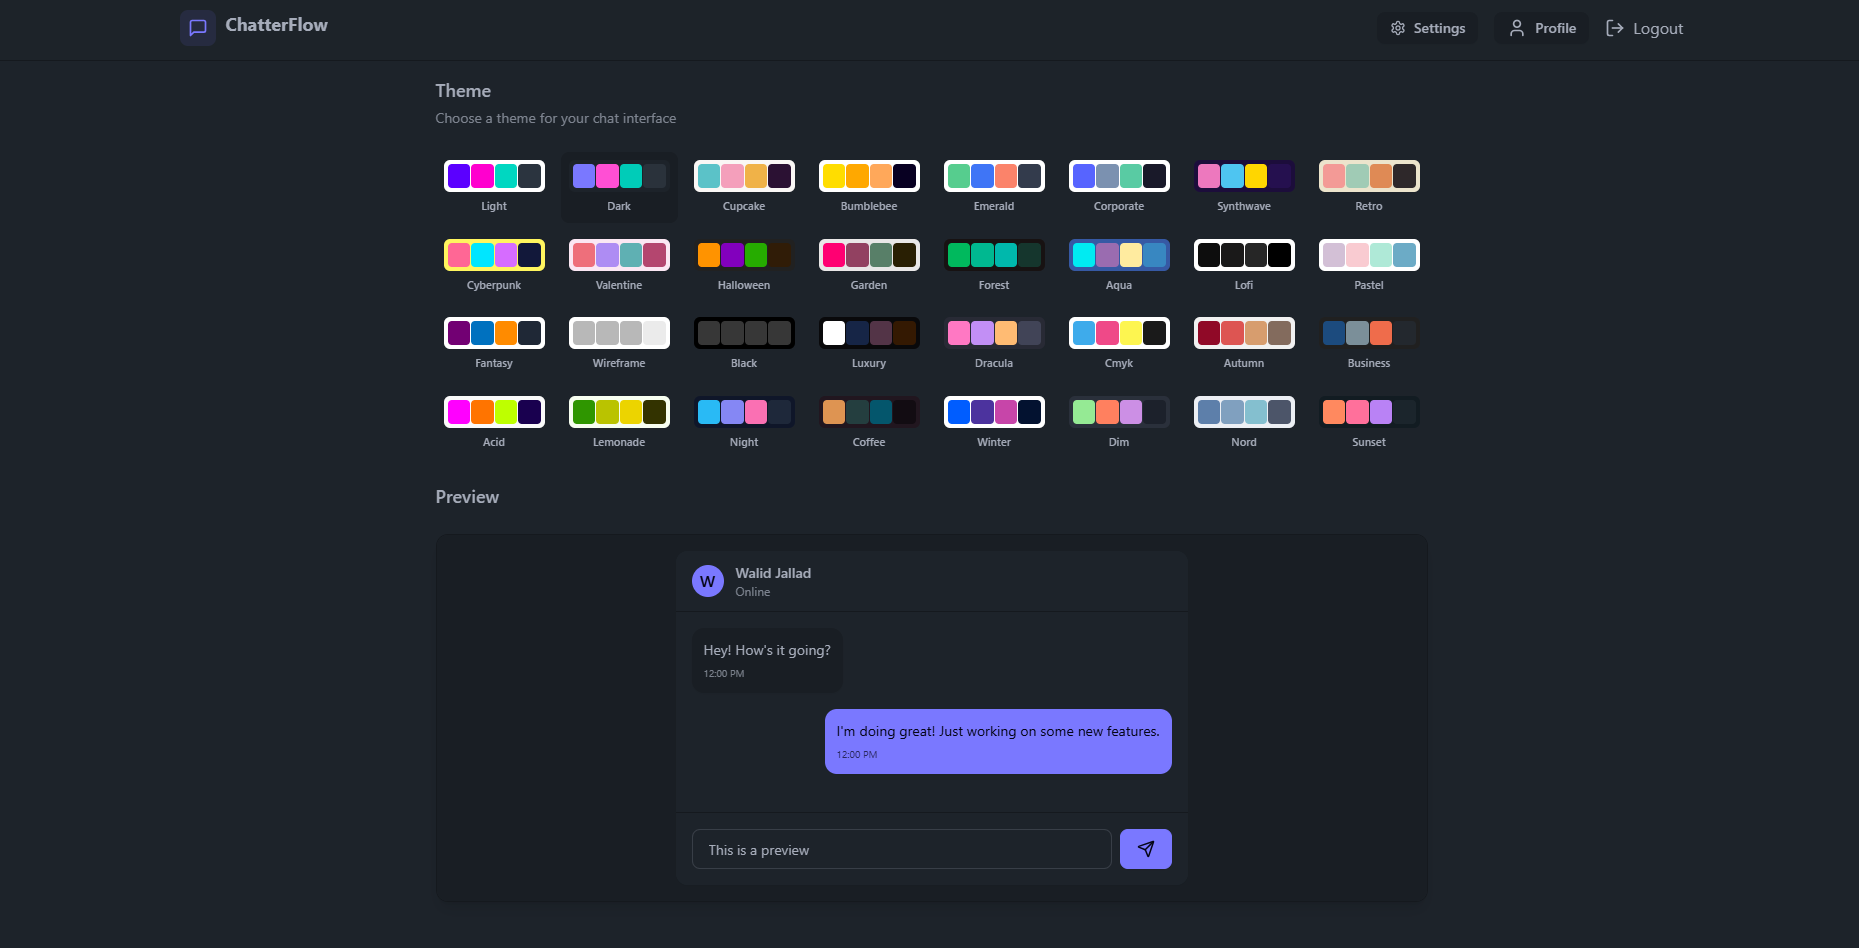 ChatterFlow
Settings Profile Logout
Theme
Choose a theme for your chat interface
Light Dark Cupcake Bumblebee Emerald Corporate Synthwave Retro
Cyberpunk Valentine Halloween Garden Forest Aqua Lofi Pastel
Fantasy Wireframe Black Luxury Dracula Cmyk Autumn Business
Acid Lemonade Night Coffee Winter Dim Nord Sunset
Preview
W
Walid Jallad
Online
Hey! How's it going?
12:00 PM
I'm doing great! Just working on some new features.
12:00 PM
This is a preview